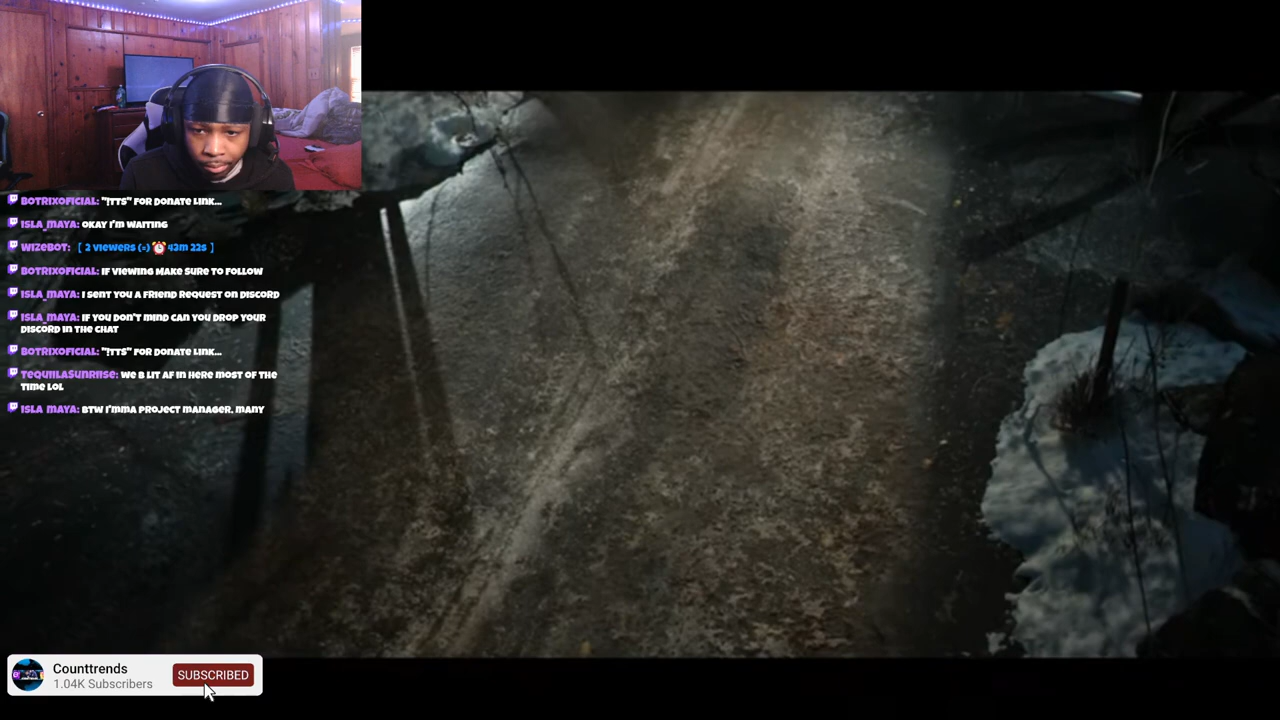 BOTRIXOFICIAL: "!TTS" FOR DONATE LINK...
ISLA_MAYA: OKAY I'M WAITING
WIZEBOT: [ 2 VIEWERS (=) ⏰ 42M 22S ]
BOTRIXOFICIAL: IF VIEWING MAKE SURE TO FOLLOW
ISLA_MAYA: I SENT YOU A FRIEND REQUEST ON DISCORD
ISLA_MAYA: IF YOU DON'T MIND CAN YOU DROP YOUR
DISCORD IN THE CHAT
BOTRIXOFICIAL: "!TTS" FOR DONATE LINK...
TEQUIILASUNRIISE: WE B LIT AF IN HERE MOST OF THE
TIME LOL
ISLA_MAYA: BTW I'MMA PROJECT MANAGER, MANY
Counttrends
1.04K Subscribers
SUBSCRIBED